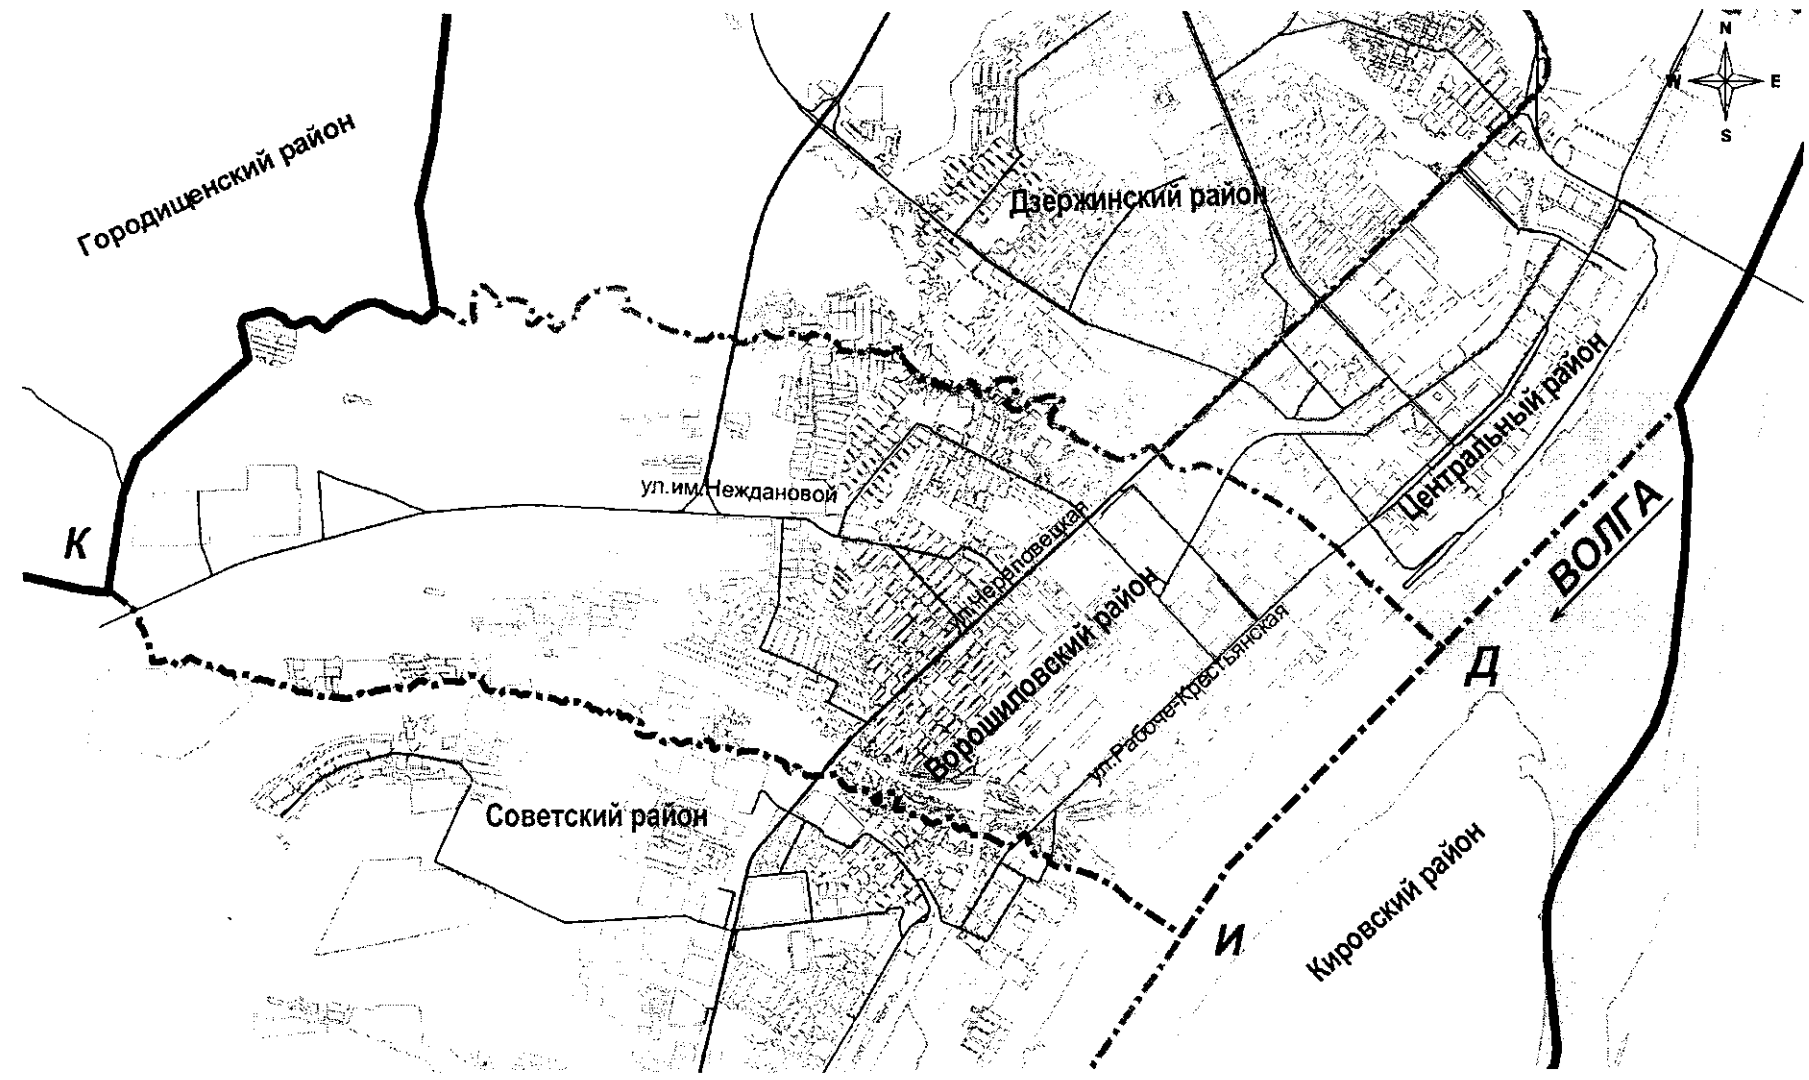 N
W E
S
Городищенский район
Дзержинский район
Центральный район
ул.им.Неждановой
К
ул.Череповецкая
ВОЛГА
Ворошиловский район
ул.Рабоче-Крестьянская
Д
Советский район
Кировский район
И